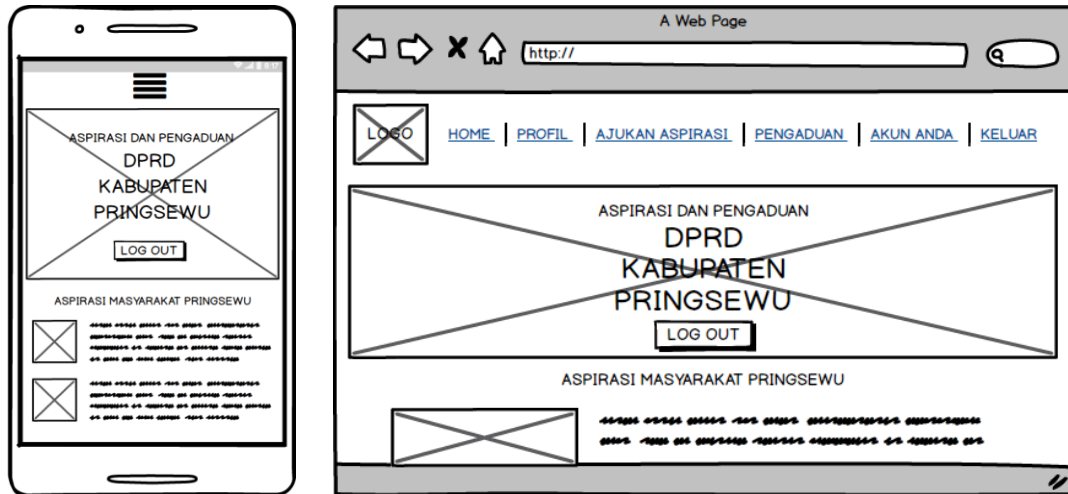 ASPIRASI DAN PENGADUAN
DPRD
KABUPATEN
PRINGSEWU
LOG OUT
ASPIRASI MASYARAKAT PRINGSEWU
A Web Page
http://
LOGO
HOME | PROFIL | AJUKAN ASPIRASI | PENGADUAN | AKUN ANDA | KELUAR
ASPIRASI DAN PENGADUAN
DPRD
KABUPATEN
PRINGSEWU
LOG OUT
ASPIRASI MASYARAKAT PRINGSEWU